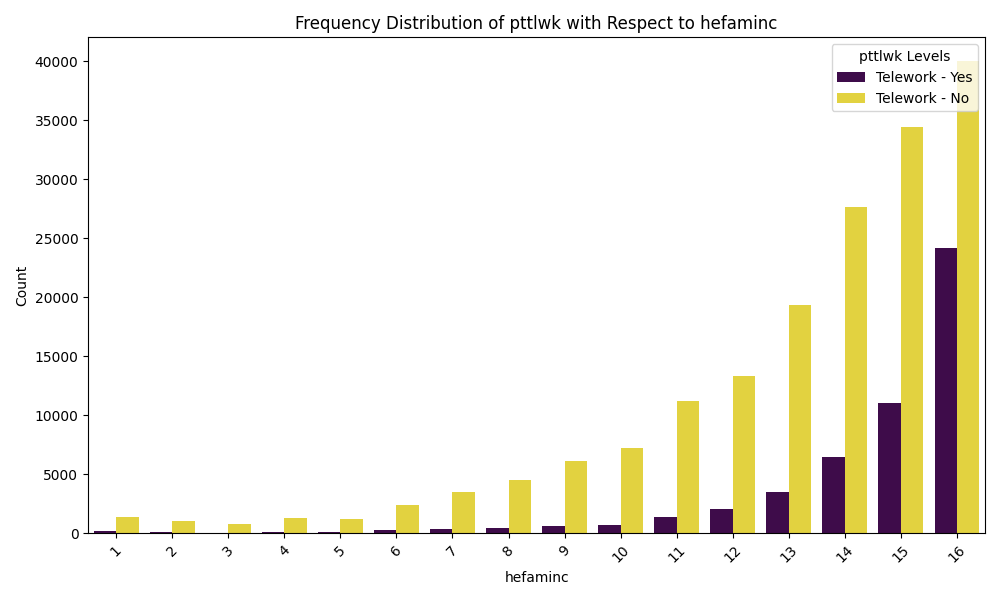 Frequency Distribution of pttlwk with Respect to hefaminc
pttlwk Levels
Telework - Yes
Telework - No
Count
40000
35000
30000
25000
20000
15000
10000
5000
0
1 2 3 4 5 6 7 8 9 10 11 12 13 14 15 16
hefaminc